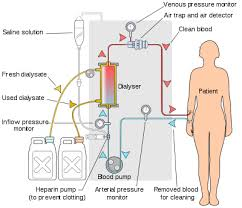 Venous pressure monitor
Air trap and air detector
Clean blood
Saline solution
Fresh dialysate
Dialyser
Patient
Used dialysate
Inflow pressure
monitor
Blood pump
Heparin pump
(to prevent clotting)
Arterial pressure
monitor
Removed blood
for cleaning